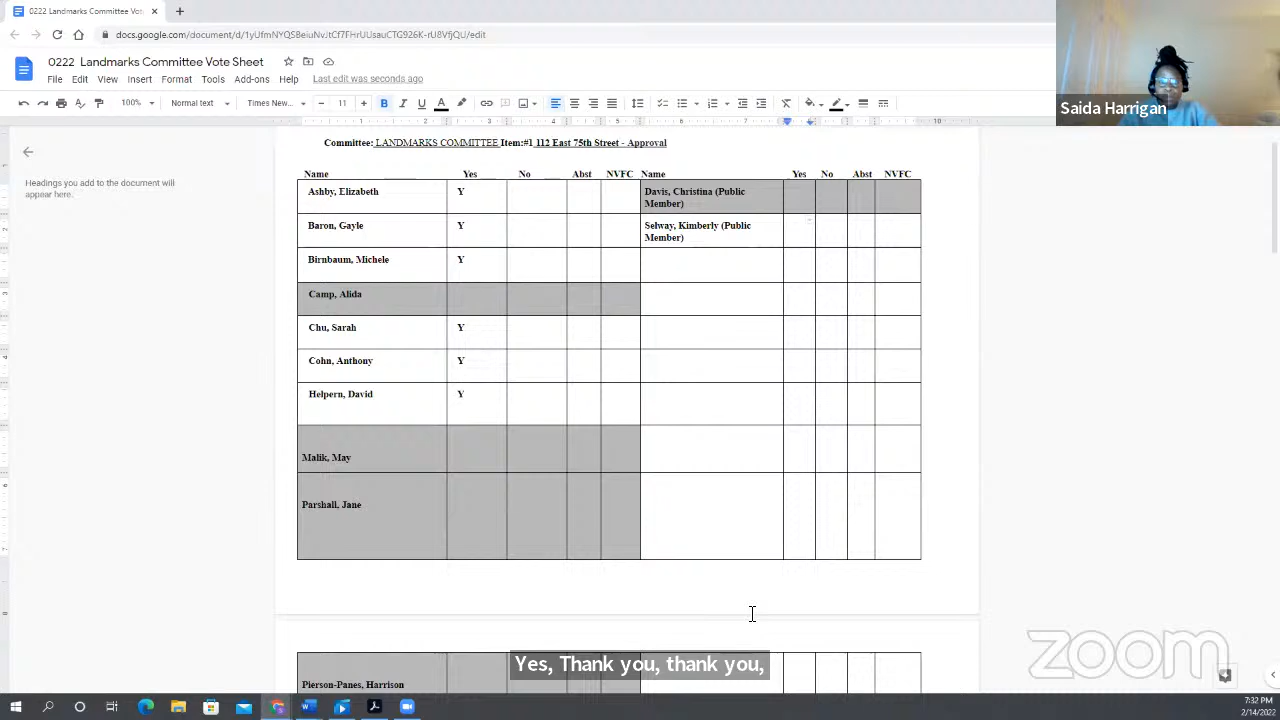 0222 Landmarks Committee Vot
docs.google.com/document/d/1yUfmNYQSBeiuNvJtCf7FHrUUsauCTG926K-rU8VfjQU/edit
0222 Landmarks Committee Vote Sheet
File Edit View Insert Format Tools Add-ons Help Last edit was seconds ago
100% Normal text Times New... 11 B I U A
Saida Harrigan
Headings you add to the document will
appear here.
Committee: LANDMARKS COMMITTEE Item:#1 112 East 75th Street - Approval
Name Yes No Abst NVFC Name Yes No Abst NVFC
Ashby, Elizabeth Y Davis, Christina (Public
Member)
Baron, Gayle Y Selway, Kimberly (Public
Member)
Birnbaum, Michele Y
Camp, Alida
Chu, Sarah Y
Cohn, Anthony Y
Helpern, David Y
Malik, May
Parshall, Jane
Pierson-Panes, Harrison
Yes, Thank you, thank you,
zoom
7:32 PM
2/14/2022